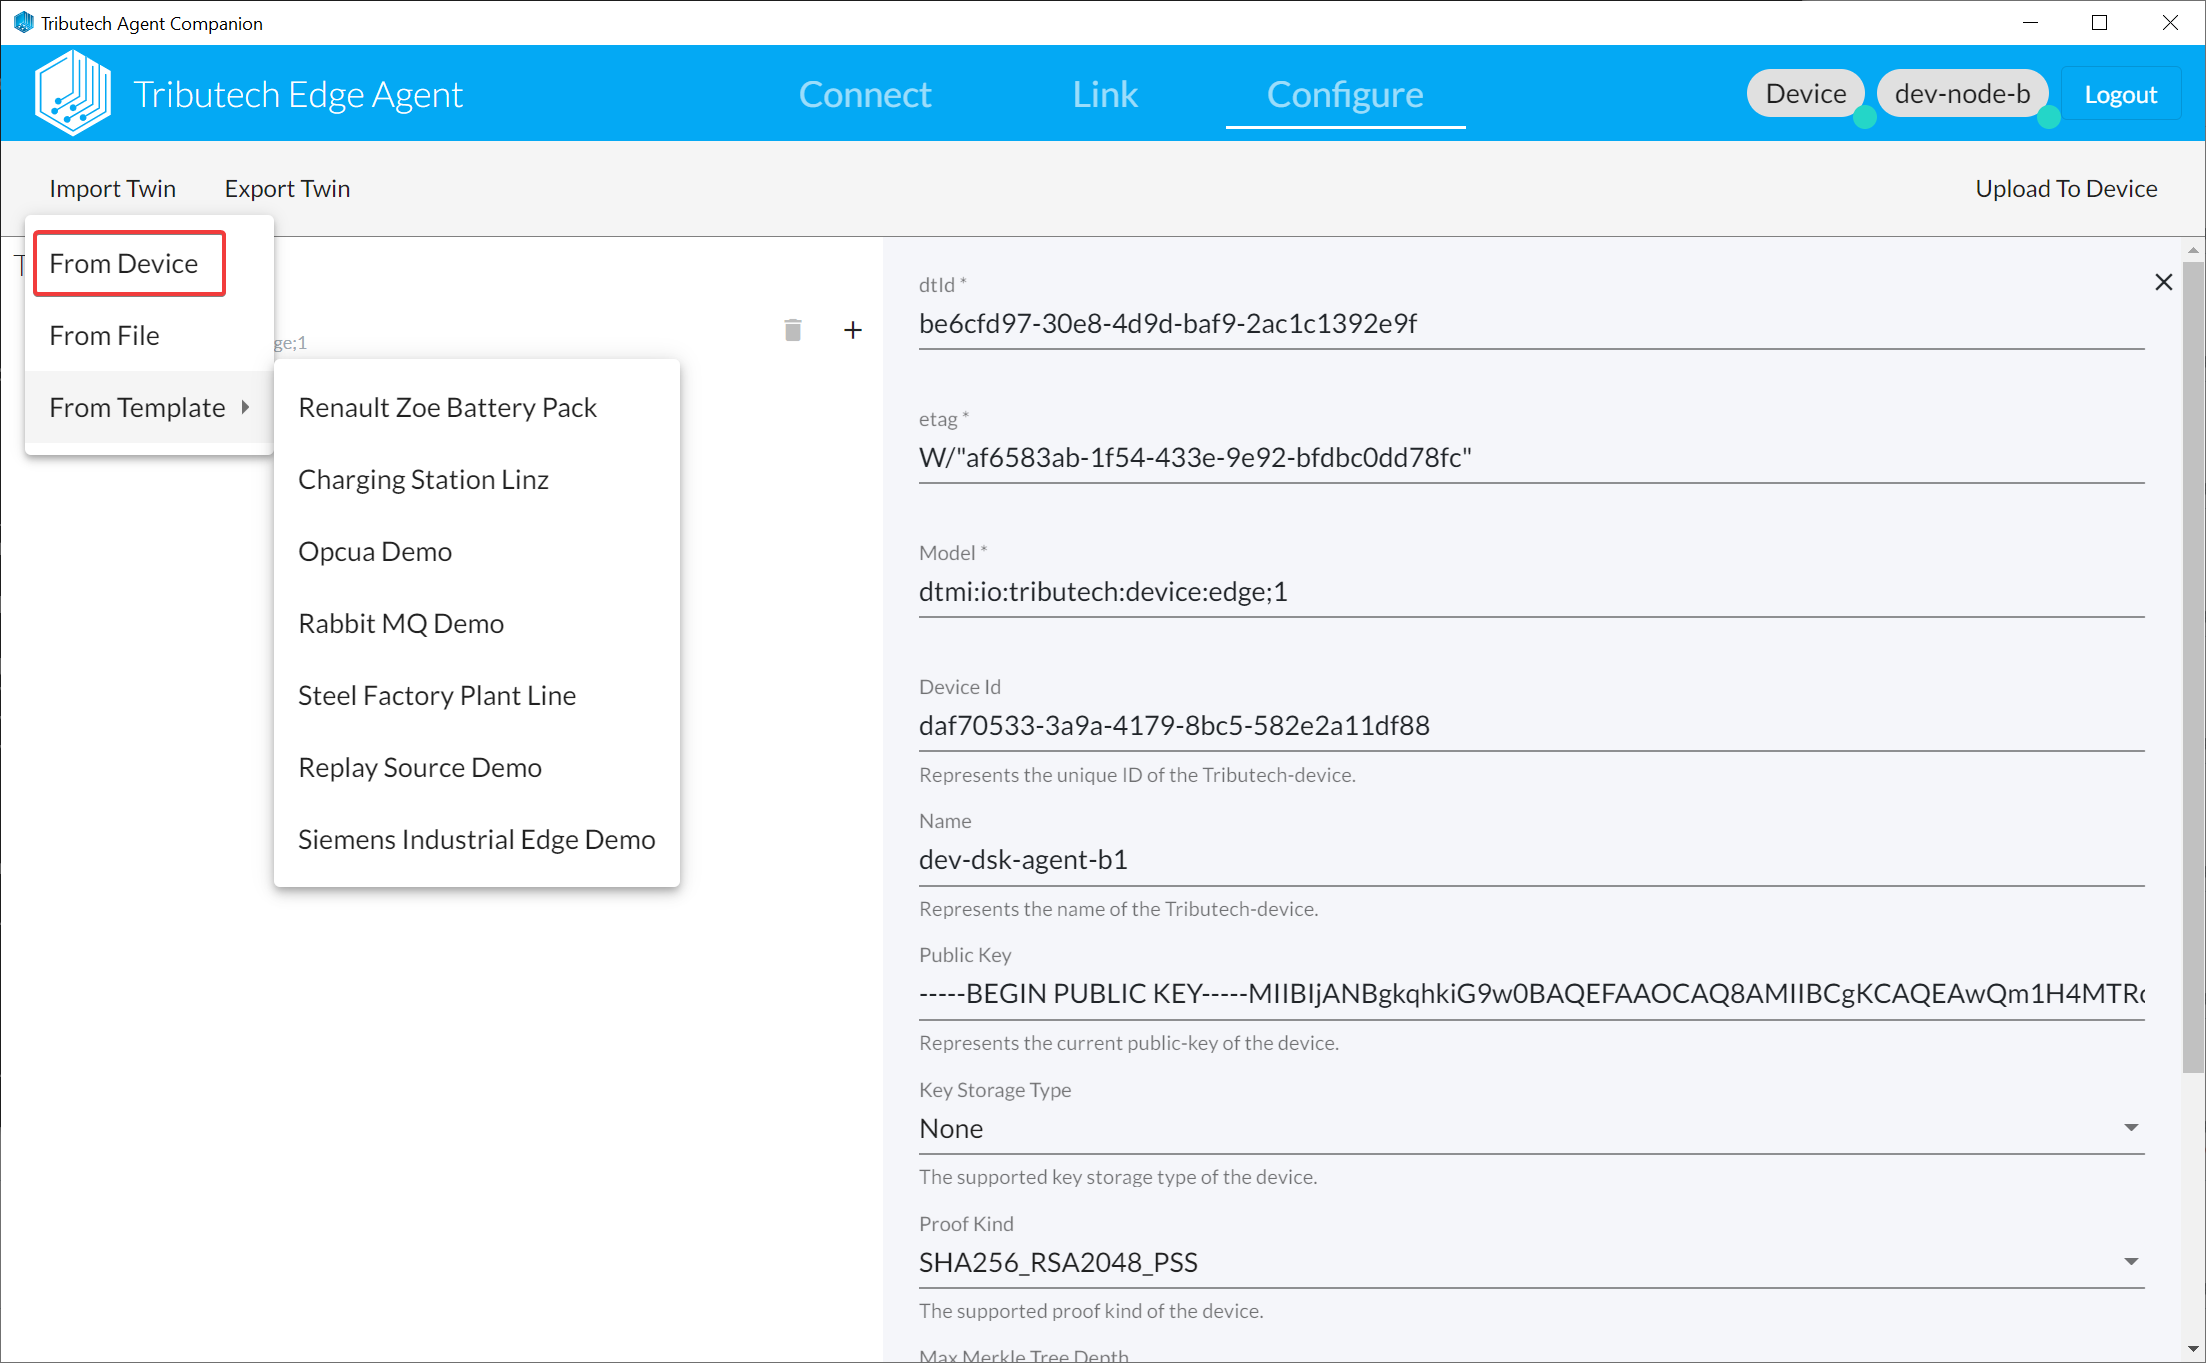 Tributech Agent Companion
Tributech Edge Agent
Connect
Link
Configure
Device
dev-node-b
Logout
Import Twin
Export Twin
Upload To Device
From Device
From File
ge;1
From Template
Renault Zoe Battery Pack
Charging Station Linz
Opcua Demo
Rabbit MQ Demo
Steel Factory Plant Line
Replay Source Demo
Siemens Industrial Edge Demo
dtId *
be6cfd97-30e8-4d9d-baf9-2ac1c1392e9f
etag *
W/"af6583ab-1f54-433e-9e92-bfdbc0dd78fc"
Model *
dtmi:io:tributech:device:edge;1
Device Id
daf70533-3a9a-4179-8bc5-582e2a11df88
Represents the unique ID of the Tributech-device.
Name
dev-dsk-agent-b1
Represents the name of the Tributech-device.
Public Key
-----BEGIN PUBLIC KEY-----MIIBIjANBgkqhkiG9w0BAQEFAAOCAQ8AMIIBCgKCAQEAwQm1H4MTR
Represents the current public-key of the device.
Key Storage Type
None
The supported key storage type of the device.
Proof Kind
SHA256_RSA2048_PSS
The supported proof kind of the device.
Max Merkle Tree Depth